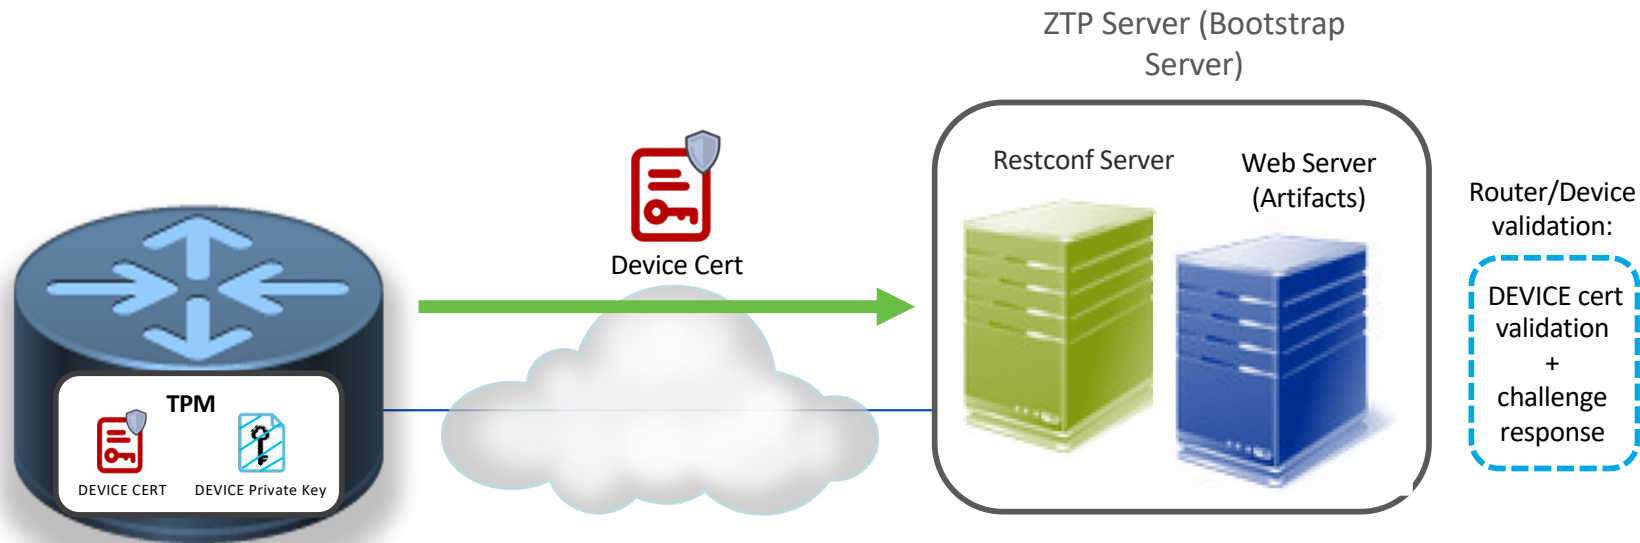 ZTP Server (Bootstrap
Server)
Restconf Server
Web Server
(Artifacts)
Router/Device
validation:
DEVICE cert
validation
+
challenge
response
Device Cert
TPM
DEVICE CERT
DEVICE Private Key